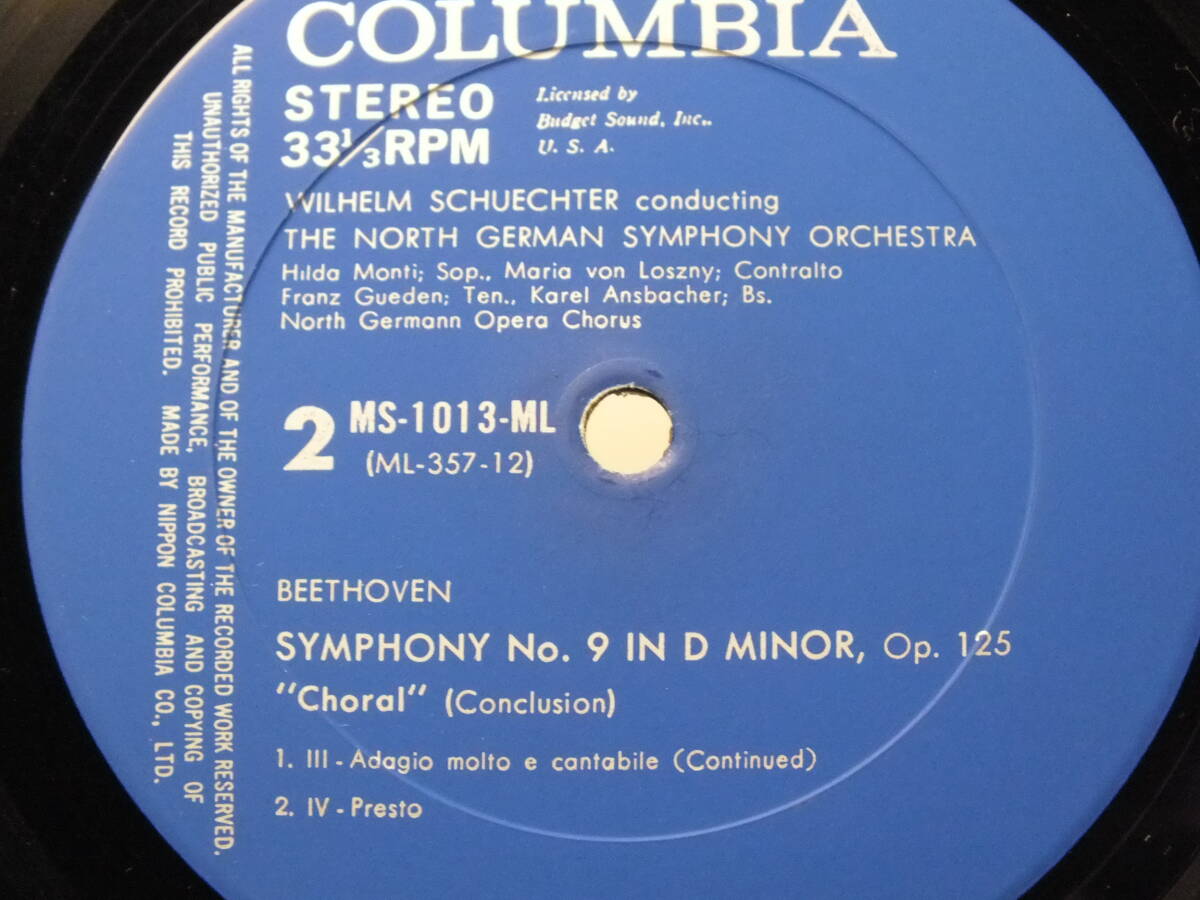 COLUMBIA
STEREO
33 1/3 RPM
Licensed by
Budget Sound, Inc..
U. S. A.
WILHELM SCHUECHTER conducting
THE NORTH GERMAN SYMPHONY ORCHESTRA
Hilda Monti; Sop., Maria von Loszny; Contralto
Franz Gueden; Ten., Karel Ansbacher; Bs.
North Germann Opera Chorus
2 MS-1013-ML
(ML-357-12)
BEETHOVEN
SYMPHONY No. 9 IN D MINOR, Op. 125
"Choral" (Conclusion)
1. III - Adagio molto e cantabile (Continued)
2. IV - Presto
ALL RIGHTS OF THE MANUFACTURER AND OF THE OWNER OF THE RECORDED WORK RESERVED.
UNAUTHORIZED PUBLIC PERFORMANCE, BROADCASTING AND COPYING OF
THIS RECORD PROHIBITED. MADE BY NIPPON COLUMBIA CO., LTD.